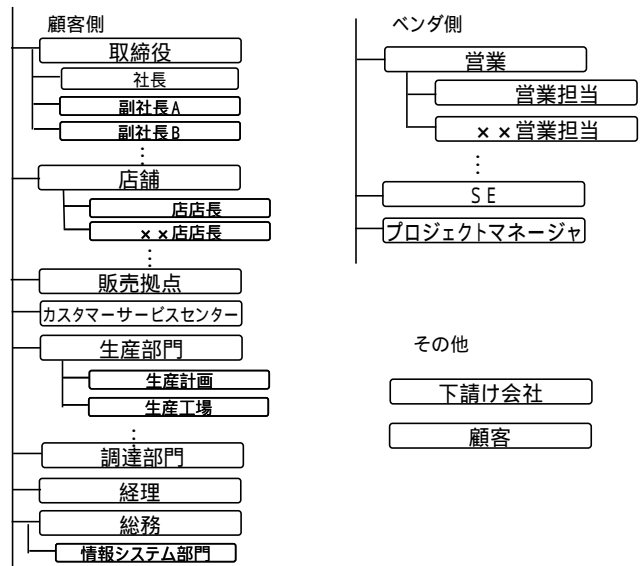 顧客側
取締役
社長
副社長A
副社長B
⋮
店舗
店店長
××店店長
⋮
販売拠点
カスタマーサービスセンター
生産部門
生産計画
生産工場
⋮
調達部門
経理
総務
情報システム部門
ベンダ側
営業
営業担当
××営業担当
⋮
SE
プロジェクトマネージャ
その他
下請け会社
顧客